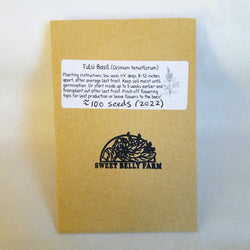 Tulsi Basil (Ocimum tenuiflorum)
Planting instructions: Sow seeds 1/4" deep, 8-12 inches
apart, after average last frost. Keep soil moist until
germination. Or start inside up to 5 weeks earlier and
transplant out after last frost. Pinch off flowering
tops for leaf production or leave flowers to the bees!
≈100 seeds (2022)
SWEET BELLY FARM